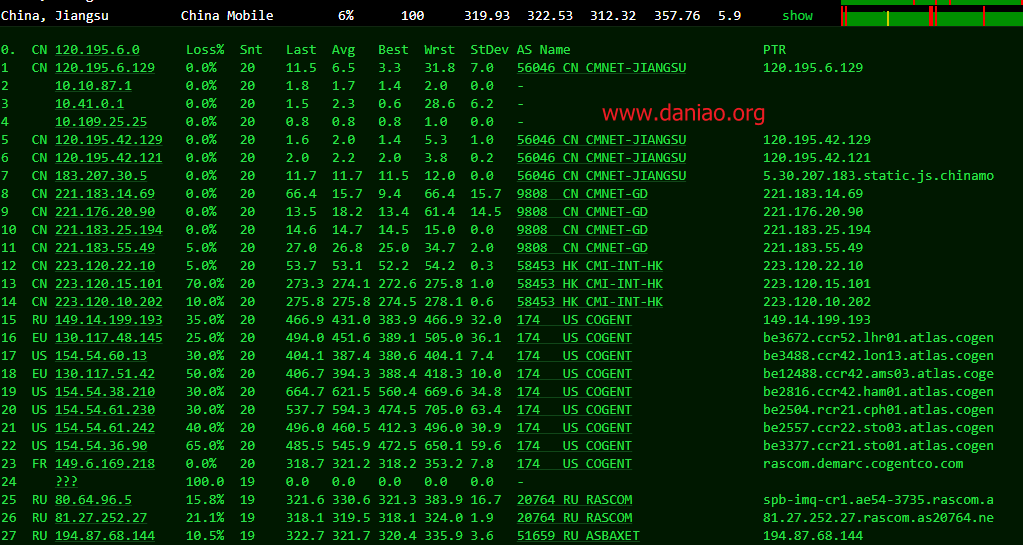 China, Jiangsu China Mobile 6% 100 319.93 322.53 312.32 357.76 5.9 show
0. CN 120.195.6.0 Loss% Snt Last Avg Best Wrst StDev AS Name PTR
1 CN 120.195.6.129 0.0% 20 11.5 6.5 3.3 31.8 7.0 56046 CN CMNET-JIANGSU 120.195.6.129
2 10.10.87.1 0.0% 20 1.8 1.7 1.4 2.0 0.0 -
3 10.41.0.1 0.0% 20 1.5 2.3 0.6 28.6 6.2 -
www.daniao.org
4 10.109.25.25 0.0% 20 0.8 0.8 0.8 1.0 0.0 -
5 CN 120.195.42.129 0.0% 20 1.6 2.0 1.4 5.3 1.0 56046 CN CMNET-JIANGSU 120.195.42.129
6 CN 120.195.42.121 0.0% 20 2.0 2.2 2.0 3.8 0.2 56046 CN CMNET-JIANGSU 120.195.42.121
7 CN 183.207.30.5 0.0% 20 11.7 11.7 11.5 12.0 0.0 56046 CN CMNET-JIANGSU 5.30.207.183.static.js.chinamo
8 CN 221.183.14.69 0.0% 20 66.4 15.7 9.4 66.4 15.7 9808 CN CMNET-GD 221.183.14.69
9 CN 221.176.20.90 0.0% 20 13.5 18.2 13.4 61.4 14.5 9808 CN CMNET-GD 221.176.20.90
10 CN 221.183.25.194 0.0% 20 14.6 14.7 14.5 15.0 0.0 9808 CN CMNET-GD 221.183.25.194
11 CN 221.183.55.49 5.0% 20 27.0 26.8 25.0 34.7 2.0 9808 CN CMNET-GD 221.183.55.49
12 CN 223.120.22.10 5.0% 20 53.7 53.1 52.2 54.2 0.3 58453 HK CMI-INT-HK 223.120.22.10
13 CN 223.120.15.101 70.0% 20 273.3 274.1 272.6 275.8 1.0 58453 HK CMI-INT-HK 223.120.15.101
14 CN 223.120.10.202 10.0% 20 275.8 275.8 274.5 278.1 0.6 58453 HK CMI-INT-HK 223.120.10.202
15 RU 149.14.199.193 35.0% 20 466.9 431.0 383.9 466.9 32.0 174 US COGENT 149.14.199.193
16 EU 130.117.48.145 25.0% 20 494.0 451.6 389.1 505.0 36.1 174 US COGENT be3672.ccr52.lhr01.atlas.cogen
17 US 154.54.60.13 30.0% 20 404.1 387.4 380.6 404.1 7.4 174 US COGENT be3488.ccr42.lon13.atlas.cogen
18 EU 130.117.51.42 50.0% 20 406.7 394.3 388.4 418.3 10.0 174 US COGENT be12488.ccr42.ams03.atlas.coge
19 US 154.54.38.210 30.0% 20 664.7 621.5 560.4 669.6 34.8 174 US COGENT be2816.ccr42.ham01.atlas.cogen
20 US 154.54.61.230 30.0% 20 537.7 594.3 474.5 705.0 63.4 174 US COGENT be2504.rcr21.cph01.atlas.cogen
21 US 154.54.61.242 40.0% 20 496.0 460.5 412.3 496.0 30.9 174 US COGENT be2557.ccr22.sto03.atlas.cogen
22 US 154.54.36.90 65.0% 20 485.5 545.9 472.5 650.1 59.6 174 US COGENT be3377.ccr21.sto01.atlas.cogen
23 FR 149.6.169.218 0.0% 20 318.7 321.2 318.2 353.2 7.8 174 US COGENT rascom.demarc.cogentco.com
24 ??? 100.0 19 0.0 0.0 0.0 0.0 0.0 -
25 RU 80.64.96.5 15.8% 19 321.6 330.6 321.3 383.9 16.7 20764 RU RASCOM spb-imq-cr1.ae54-3735.rascom.a
26 RU 81.27.252.27 21.1% 19 318.1 319.5 318.1 324.0 1.9 20764 RU RASCOM 81.27.252.27.rascom.as20764.ne
27 RU 194.87.68.144 10.5% 19 322.7 321.7 320.4 335.9 3.6 51659 RU ASBAXET 194.87.68.144